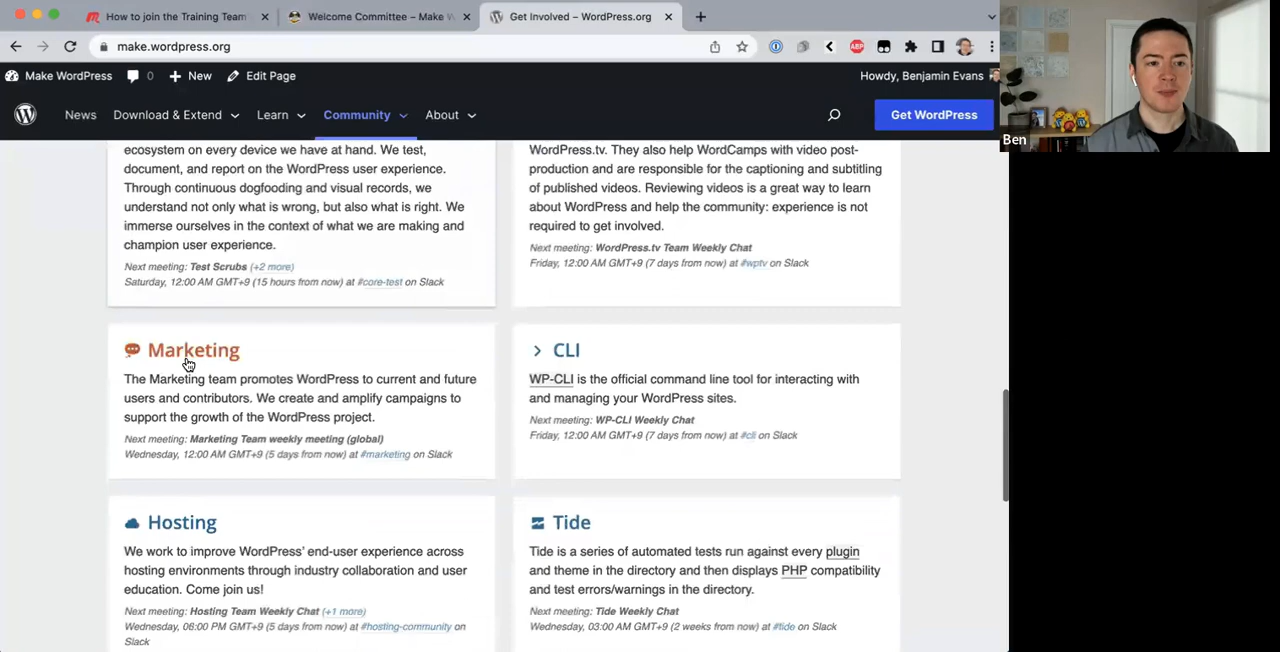 How to join the Training Team
Welcome Committee – Make W
Get Involved – WordPress.org
make.wordpress.org
ABP
Make WordPress
0
New
Edit Page
Howdy, Benjamin Evans
News
Download & Extend
Learn
Community
About
Get WordPress
Ben
ecosystem on every device we have at hand. We test,
document, and report on the WordPress user experience.
Through continuous dogfooding and visual records, we
understand not only what is wrong, but also what is right. We
immerse ourselves in the context of what we are making and
champion user experience.
Next meeting: Test Scrubs (+2 more)
Saturday, 12:00 AM GMT+9 (15 hours from now) at #core-test on Slack
WordPress.tv. They also help WordCamps with video post-
production and are responsible for the captioning and subtitling
of published videos. Reviewing videos is a great way to learn
about WordPress and help the community: experience is not
required to get involved.
Next meeting: WordPress.tv Team Weekly Chat
Friday, 12:00 AM GMT+9 (7 days from now) at #wptv on Slack
Marketing
The Marketing team promotes WordPress to current and future
users and contributors. We create and amplify campaigns to
support the growth of the WordPress project.
Next meeting: Marketing Team weekly meeting (global)
Wednesday, 12:00 AM GMT+9 (5 days from now) at #marketing on Slack
CLI
WP-CLI is the official command line tool for interacting with
and managing your WordPress sites.
Next meeting: WP-CLI Weekly Chat
Friday, 12:00 AM GMT+9 (7 days from now) at #cli on Slack
Hosting
We work to improve WordPress' end-user experience across
hosting environments through industry collaboration and user
education. Come join us!
Next meeting: Hosting Team Weekly Chat (+1 more)
Wednesday, 06:00 PM GMT+9 (5 days from now) at #hosting-community on
Slack
Tide
Tide is a series of automated tests run against every plugin
and theme in the directory and then displays PHP compatibility
and test errors/warnings in the directory.
Next meeting: Tide Weekly Chat
Wednesday, 03:00 AM GMT+9 (2 weeks from now) at #tide on Slack